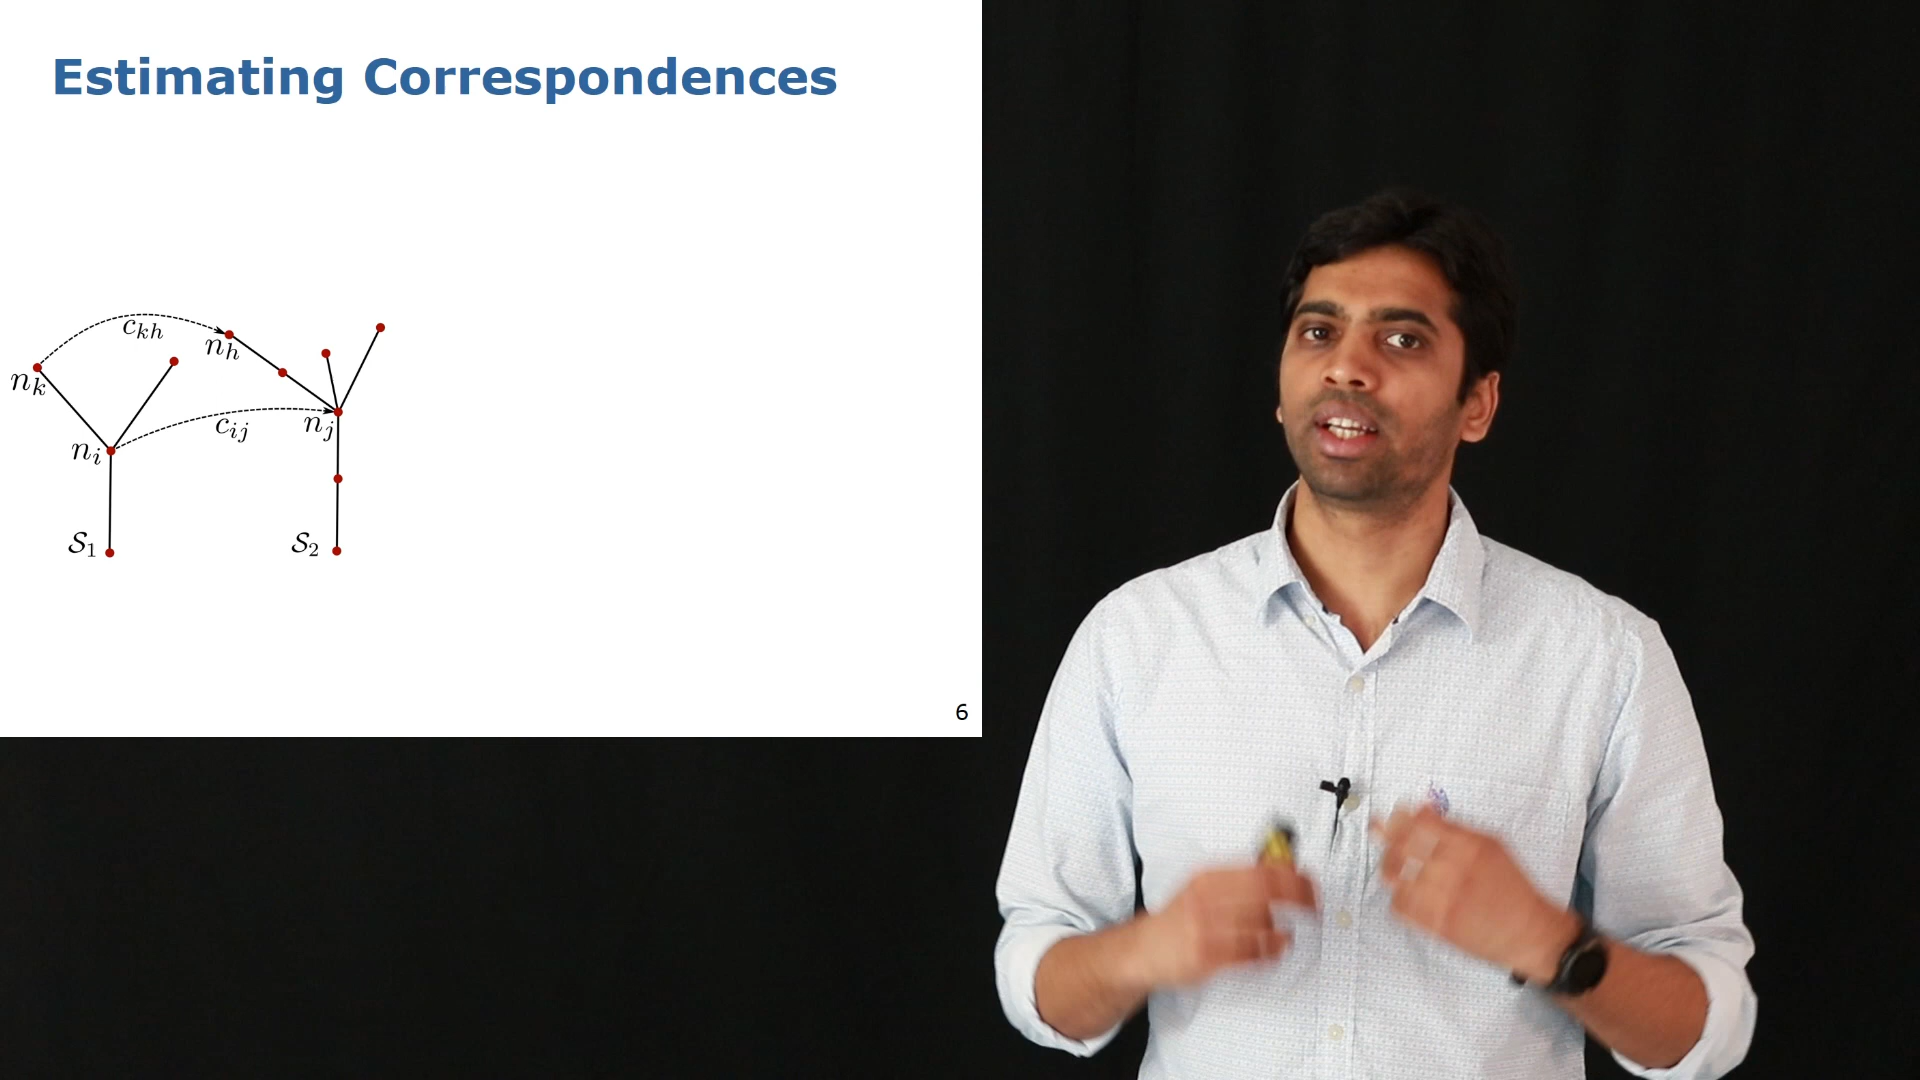 Estimating Correspondences
c_{kh}
n_h
n_k
c_{ij}
n_j
n_i
S_1
S_2
6